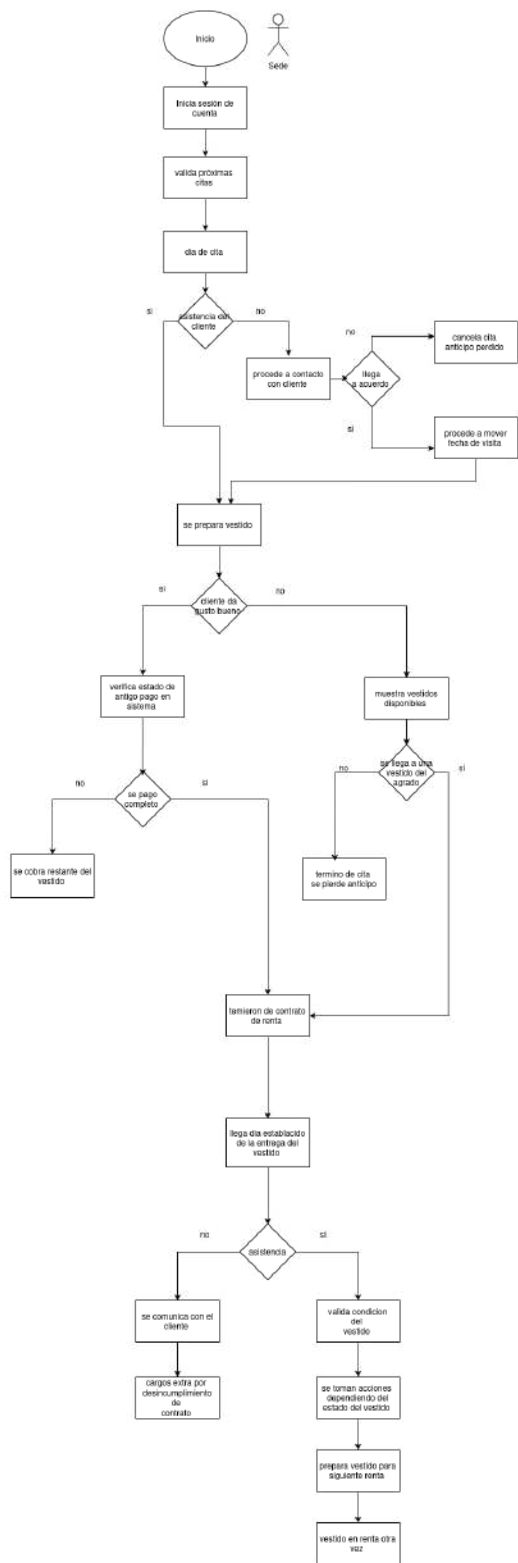 Inicio
Sede
Inicia sesión de
cuenta
valida próximas
citas
dia de cita
asistencia del
cliente
si
no
procede a contacto
con cliente
llega
a acuerdo
no
cancela cita
anticipo perdido
si
procede a mover
fecha de visita
se prepara vestido
cliente da
gusto bueno
si
no
verifica estado de
antigo pago en
sistema
muestra vestidos
disponibles
se pago
completo
no
si
se llega a una
vestido del
agrado
no
si
se cobra restante del
vestido
termino de cita
se pierde anticipo
temieron de contrato
de renta
llega dia establacido
de la entrega del
vestido
asistencia
no
si
se comunica con el
cliente
valida condicion
del
vestido
cargos extra por
desincumplimiento
de
contrato
se toman acciones
dependiendo del
estado del vestido
prepara vestido para
siguiente renta
vestido en renta otra
vez